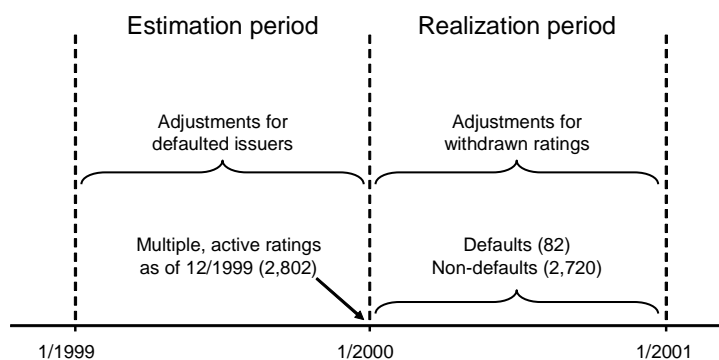 Estimation period
Realization period
Adjustments for
defaulted issuers
Adjustments for
withdrawn ratings
Multiple, active ratings
as of 12/1999 (2,802)
Defaults (82)
Non-defaults (2,720)
1/1999
1/2000
1/2001